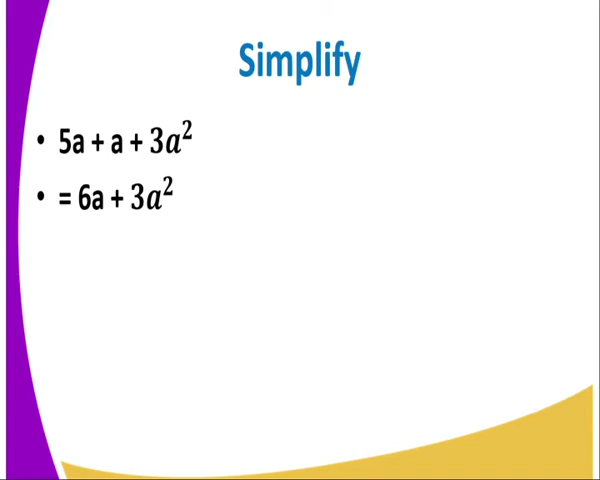 Simplify
• 5a + a + 3a²
• = 6a + 3a²